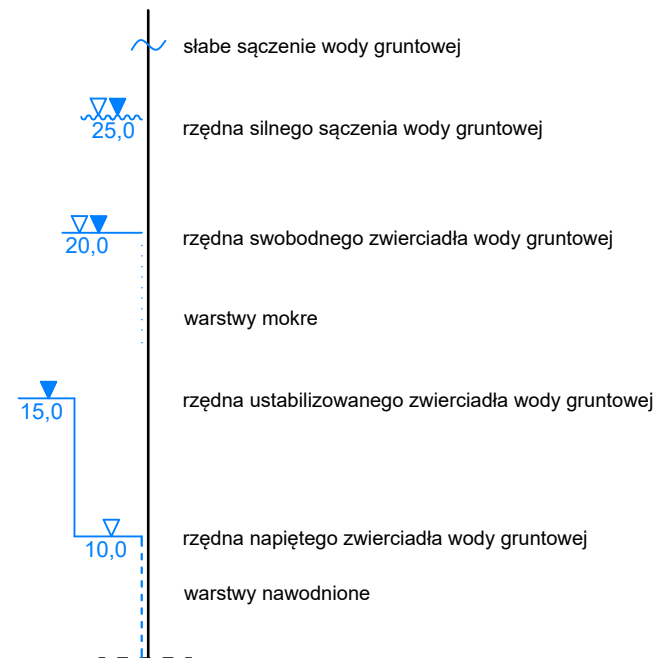 słabe sączenie wody gruntowej
25,0
rzędna silnego sączenia wody gruntowej
20,0
rzędna swobodnego zwierciadła wody gruntowej
warstwy mokre
15,0
rzędna ustabilizowanego zwierciadła wody gruntowej
10,0
rzędna napiętego zwierciadła wody gruntowej
warstwy nawodnione